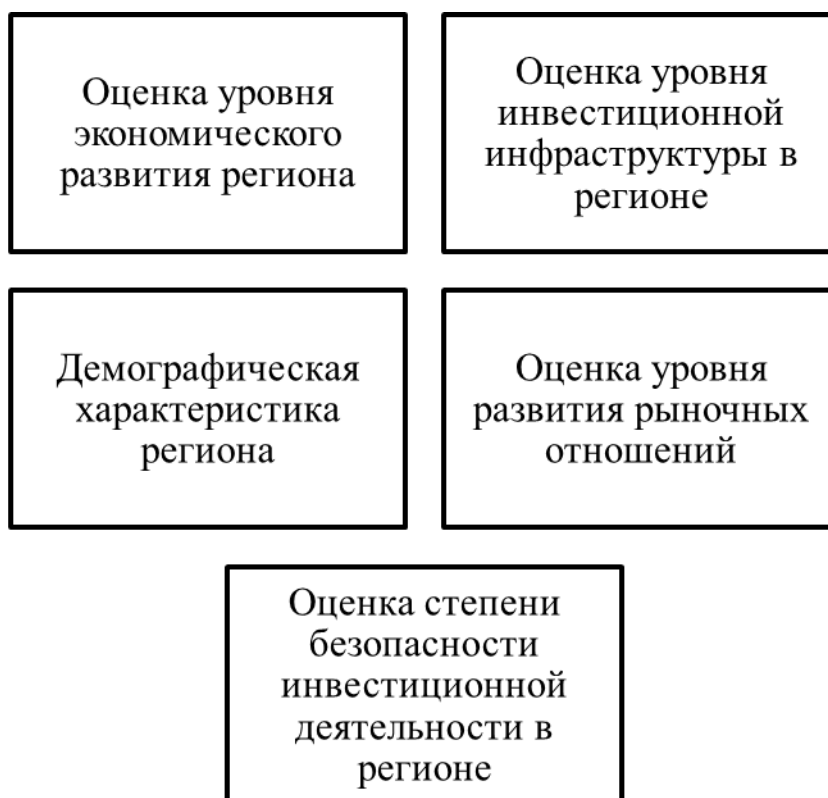 Оценка уровня
экономического
развития региона
Оценка уровня
инвестиционной
инфраструктуры в
регионе
Демографическая
характеристика
региона
Оценка уровня
развития рыночных
отношений
Оценка степени
безопасности
инвестиционной
деятельности в
регионе